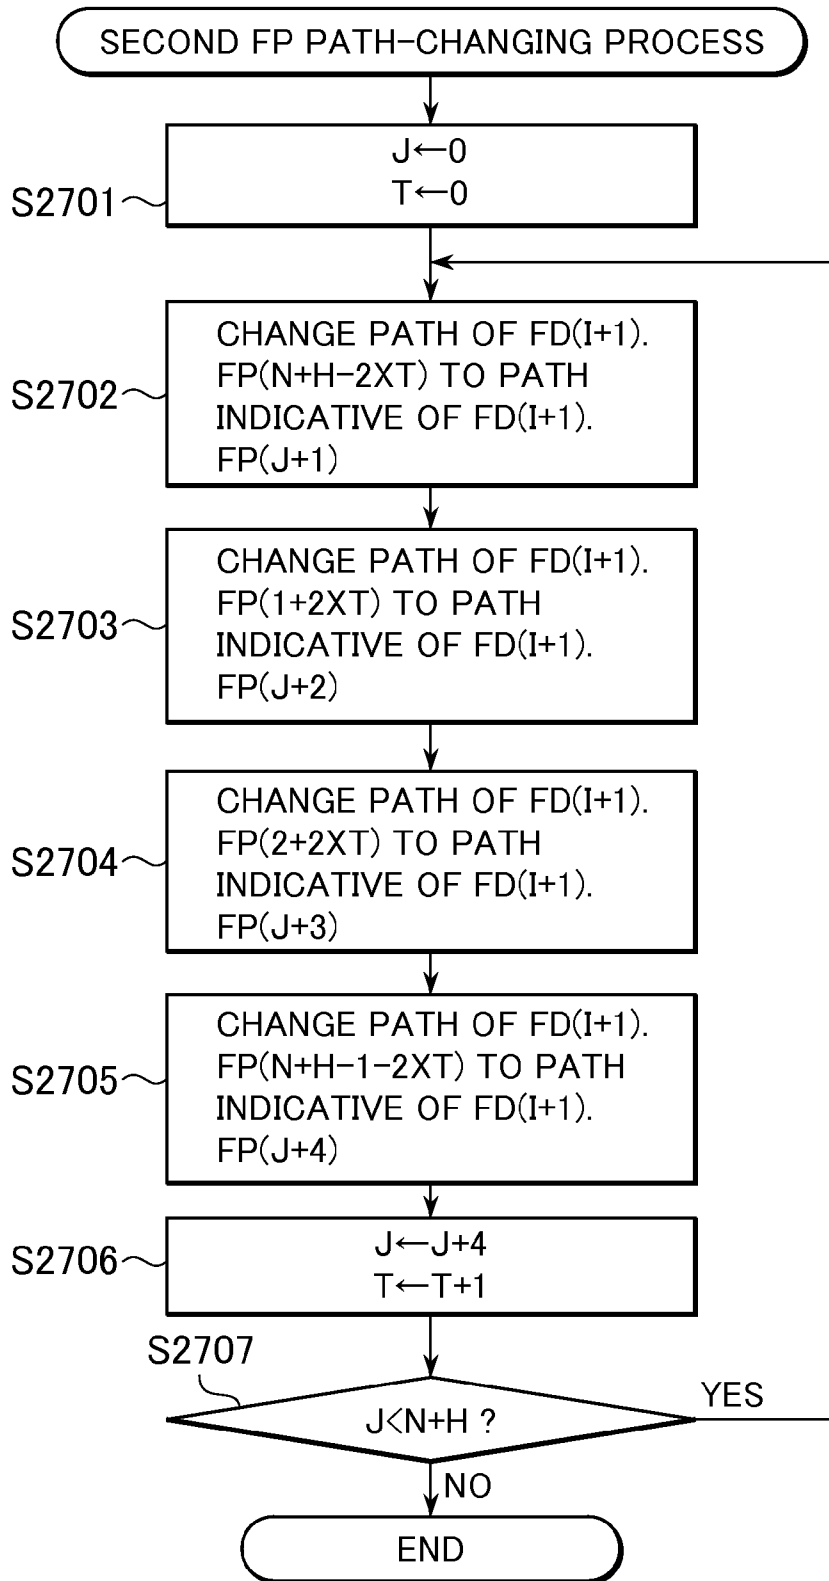 SECOND FP PATH-CHANGING PROCESS
J←0
T←0
S2701
CHANGE PATH OF FD(I+1).
FP(N+H-2XT) TO PATH
INDICATIVE OF FD(I+1).
FP(J+1)
S2702
CHANGE PATH OF FD(I+1).
FP(1+2XT) TO PATH
INDICATIVE OF FD(I+1).
FP(J+2)
S2703
CHANGE PATH OF FD(I+1).
FP(2+2XT) TO PATH
INDICATIVE OF FD(I+1).
FP(J+3)
S2704
CHANGE PATH OF FD(I+1).
FP(N+H-1-2XT) TO PATH
INDICATIVE OF FD(I+1).
FP(J+4)
S2705
J←J+4
T←T+1
S2706
S2707
J<N+H ?
YES
NO
END